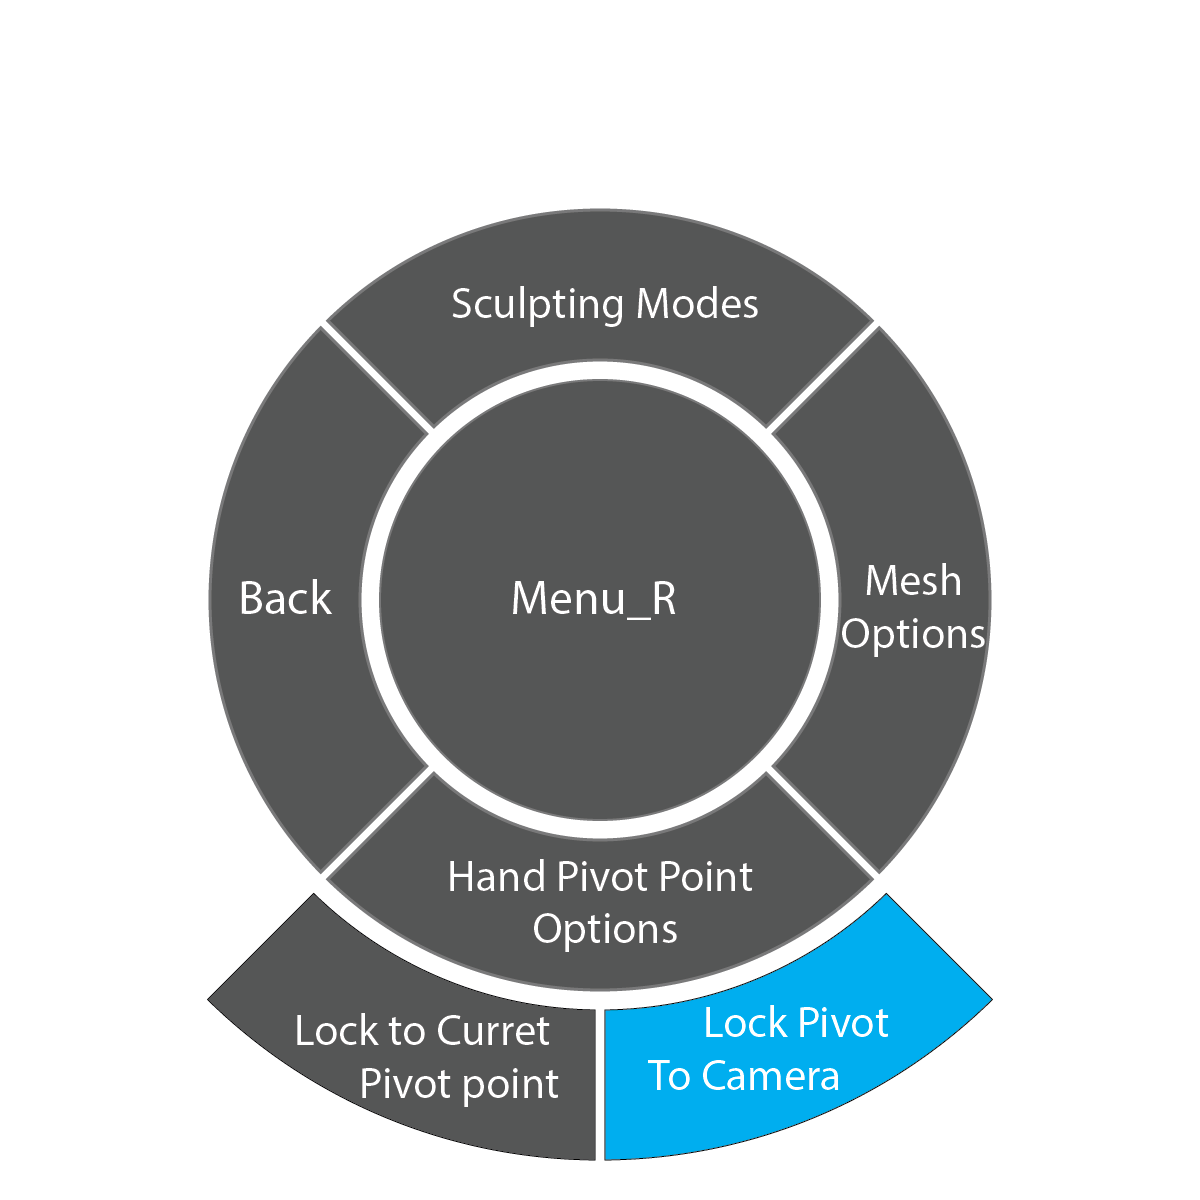 Sculpting Modes
Back
Menu_R
Mesh
Options
Hand Pivot Point
Options
Lock to Curret
Pivot point
Lock Pivot
To Camera